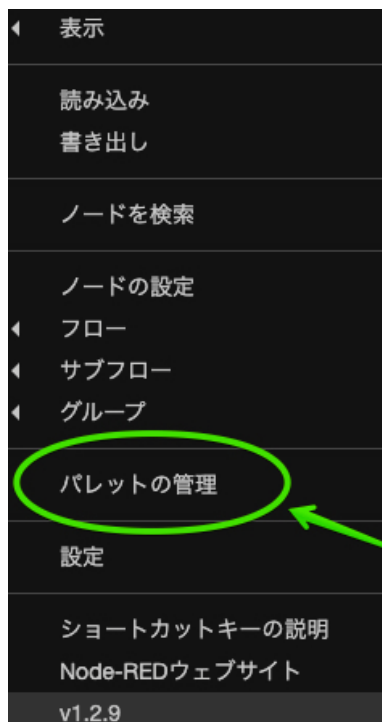 表示
読み込み
書き出し
ノードを検索
ノードの設定
フロー
サブフロー
グループ
パレットの管理
設定
ショートカットキーの説明
Node-REDウェブサイト
v1.2.9